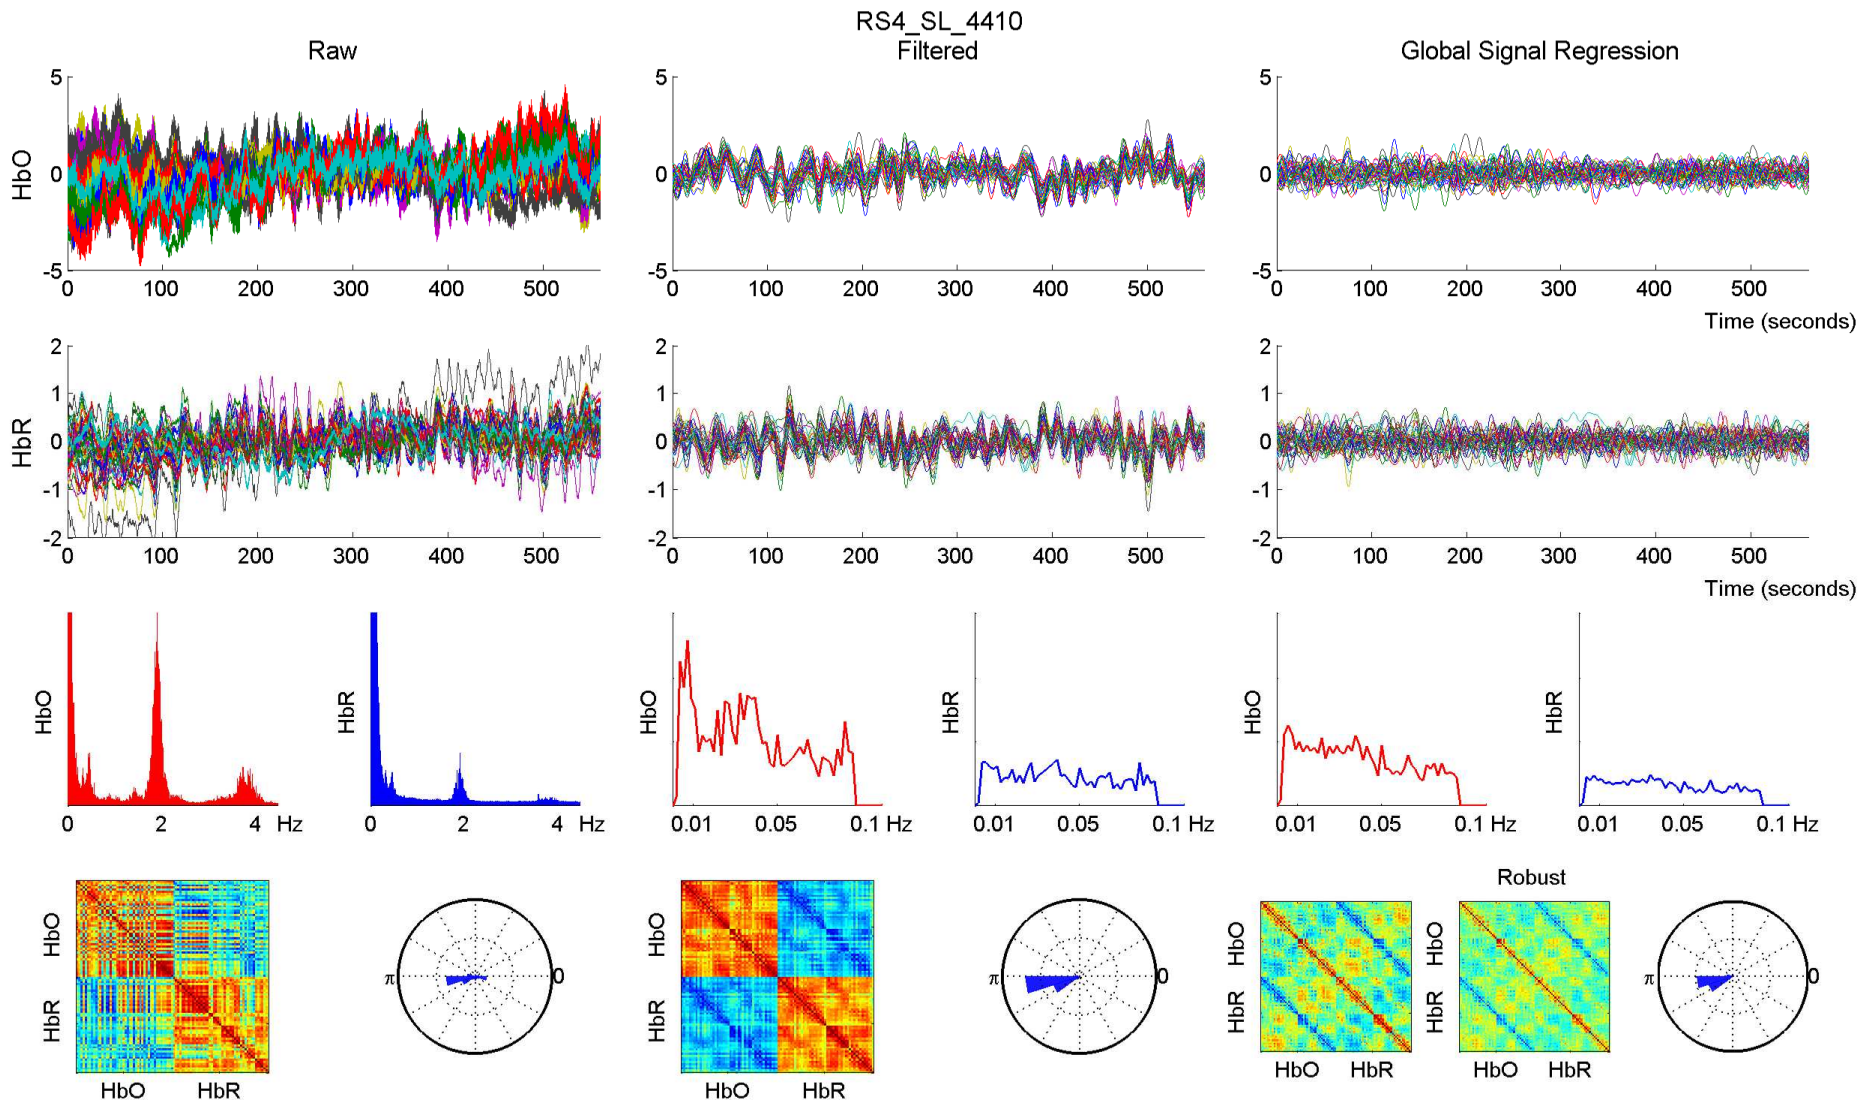 RS4_SL_4410
Raw
Filtered
Global Signal Regression
HbO
5
0
-5
0 100 200 300 400 500
5
0
-5
0 100 200 300 400 500
5
0
-5
0 100 200 300 400 500
Time (seconds)
HbR
2
1
0
-1
-2
0 100 200 300 400 500
2
1
0
-1
-2
0 100 200 300 400 500
2
1
0
-1
-2
0 100 200 300 400 500
Time (seconds)
HbO
0 2 4 Hz
HbR
0 2 4 Hz
HbO
0.01 0.05 0.1 Hz
HbR
0.01 0.05 0.1 Hz
HbO
0.01 0.05 0.1 Hz
HbR
0.01 0.05 0.1 Hz
HbO
HbR
HbO HbR
π 0
HbO
HbR
HbO HbR
π 0
HbO
HbR
HbO HbR
Robust
HbO
HbR
HbO HbR
π 0